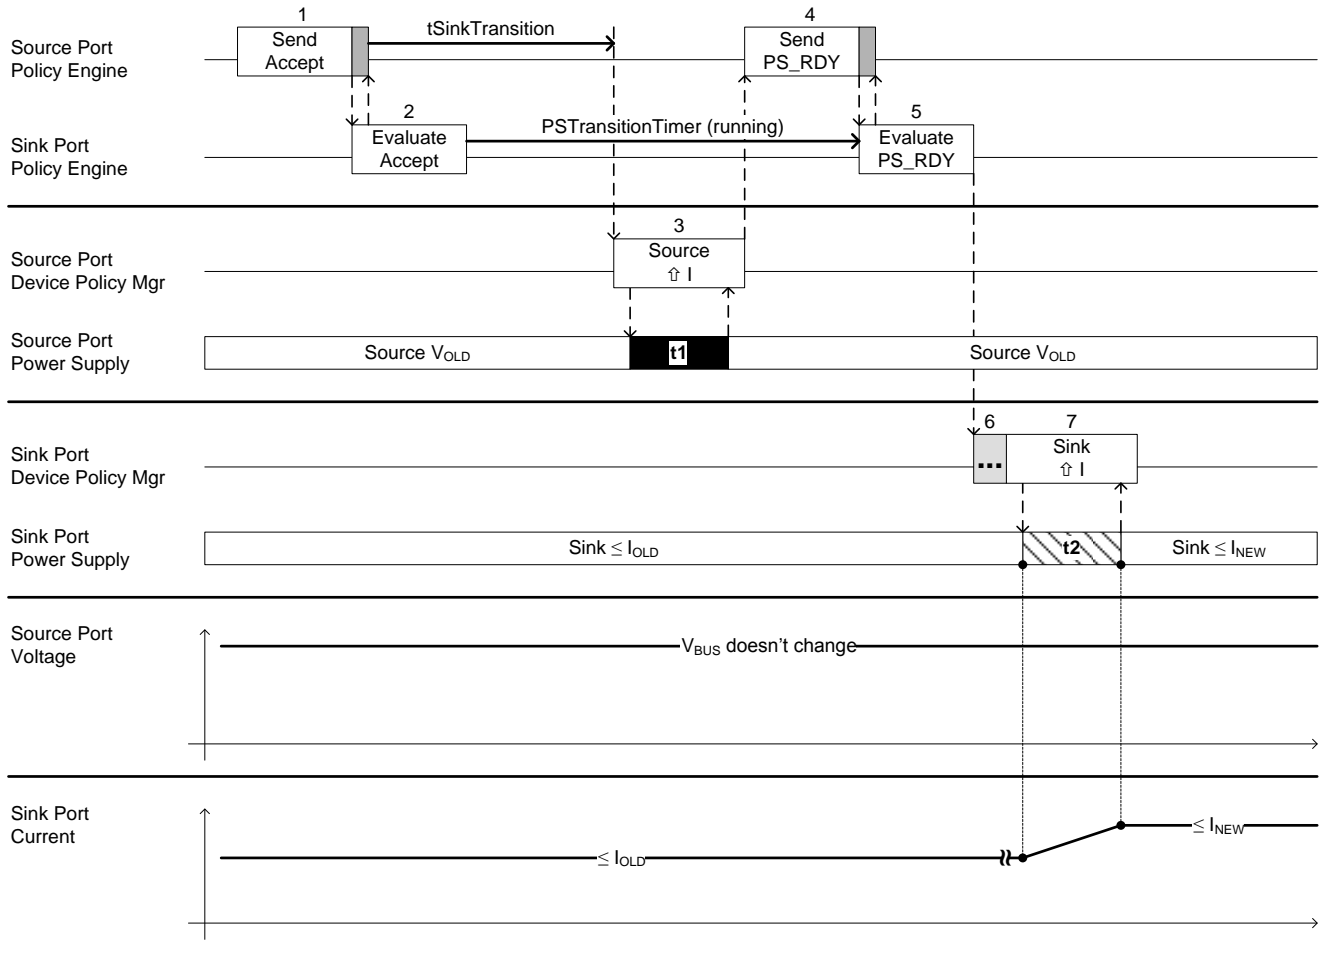 1
4
Source Port
Policy Engine
Send
Accept
tSinkTransition
Send
PS_RDY
2
5
Sink Port
Policy Engine
Evaluate
Accept
PSTransitionTimer (running)
Evaluate
PS_RDY
3
Source Port
Device Policy Mgr
Source
⇧ I
Source Port
Power Supply
Source VOLD
t1
Source VOLD
6
7
Sink Port
Device Policy Mgr
...
Sink
⇧ I
Sink Port
Power Supply
Sink ≤ IOLD
t2
Sink ≤ INEW
Source Port
Voltage
VBUS doesn't change
Sink Port
Current
≤ IOLD
≤ INEW